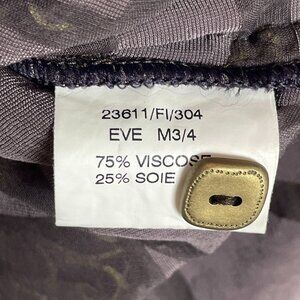 23611/FI/304
EVE M3/4
75% VISCOSE
25% SOIE